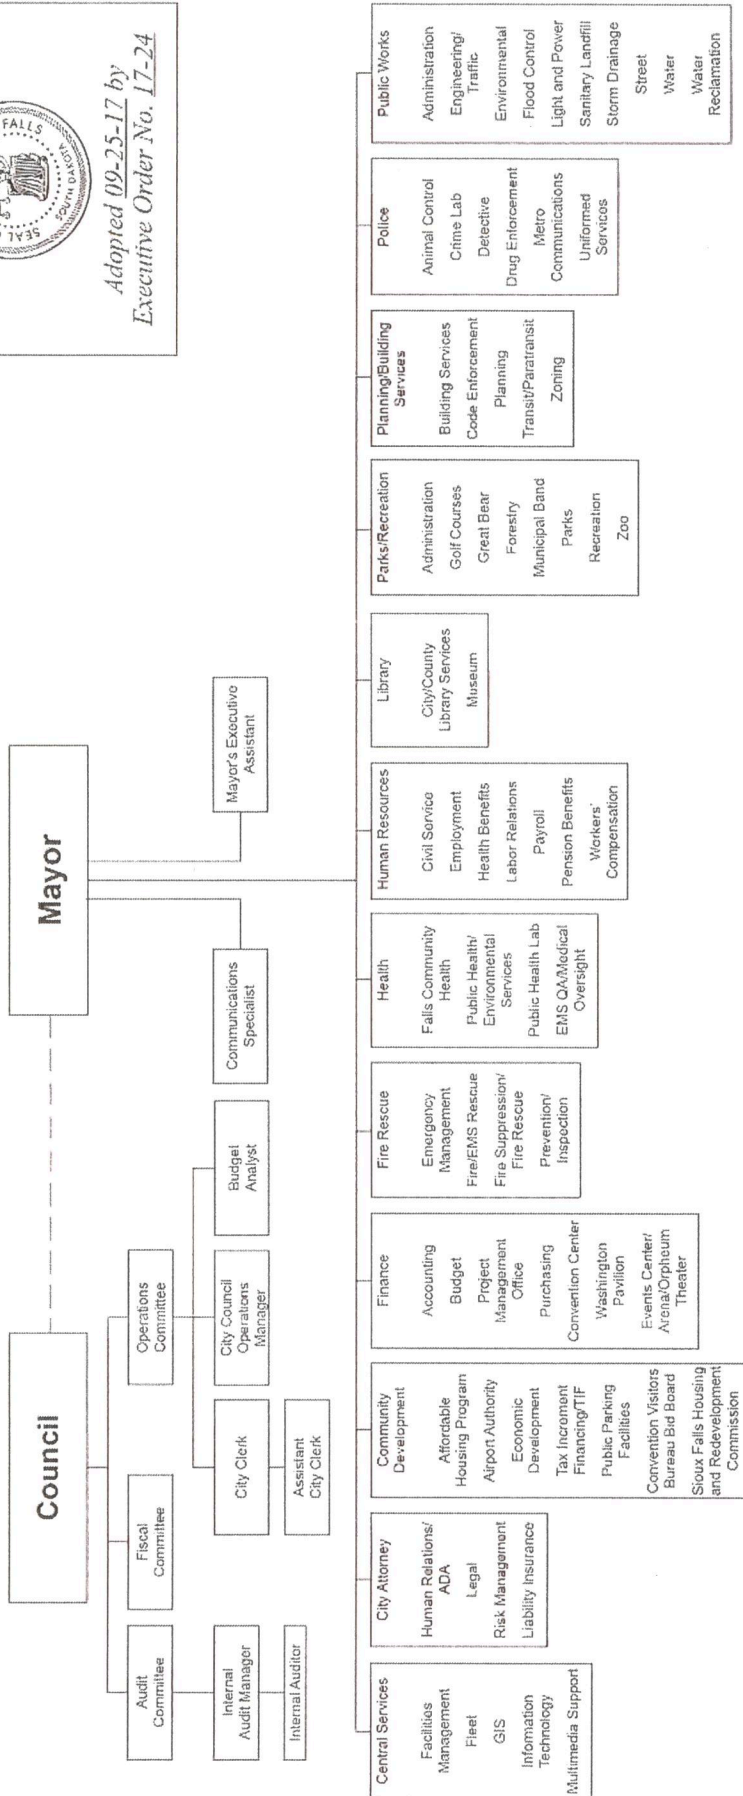 FALLS
SOUTH DAKOTA
SEAL
Adopted 09-25-17 by
Executive Order No. 17-24
Council
Mayor
Audit
Committee
Fiscal
Committee
Operations
Committee
Internal
Audit Manager
Internal Auditor
City Clerk
Assistant
City Clerk
City Council
Operations
Manager
Budget
Analyst
Communications
Specialist
Mayor's Executive
Assistant
Central Services
Facilities
Management
Fleet
GIS
Information
Technology
Multimedia Support
City Attorney
Human Relations/
ADA
Legal
Risk Management
Liability Insurance
Community
Development
Affordable
Housing Program
Airport Authority
Economic
Development
Tax Increment
Financing/TIF
Public Parking
Facilities
Convention Visitors
Bureau Bid Board
Sioux Falls Housing
and Redevelopment
Commission
Finance
Accounting
Budget
Project
Management
Office
Purchasing
Convention Center
Washington
Pavilion
Events Center/
Arena/Orpheum
Theater
Fire Rescue
Emergency
Management
Fire/EMS Rescue
Fire Suppression/
Fire Rescue
Prevention/
Inspection
Health
Falls Community
Health
Public Health/
Environmental
Services
Public Health Lab
EMS QA/Medical
Oversight
Human Resources
Civil Service
Employment
Health Benefits
Labor Relations
Payroll
Pension Benefits
Workers'
Compensation
Library
City/County
Library Services
Museum
Parks/Recreation
Administration
Golf Courses
Great Bear
Forestry
Municipal Band
Parks
Recreation
Zoo
Planning/Building
Services
Building Services
Code Enforcement
Planning
Transit/Paratransit
Zoning
Police
Animal Control
Crime Lab
Detective
Drug Enforcement
Metro
Communications
Uniformed
Services
Public Works
Administration
Engineering/
Traffic
Environmental
Flood Control
Light and Power
Sanitary Landfill
Storm Drainage
Street
Water
Water
Reclamation